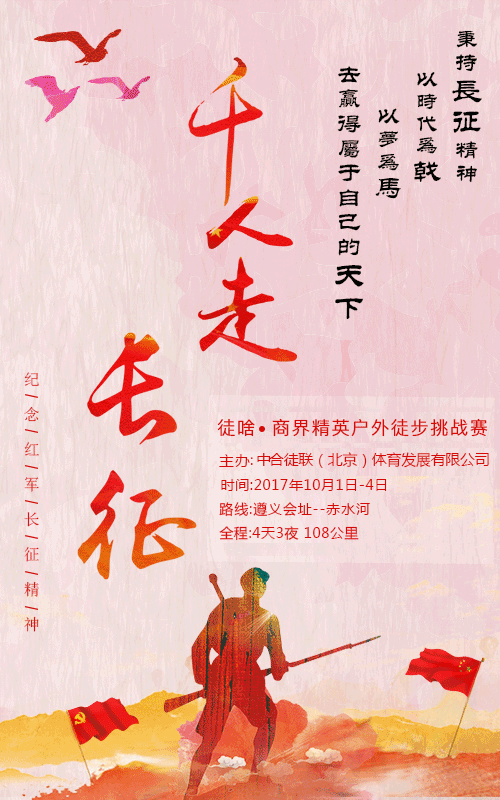 秉持長征精神
以時代爲戟
以夢爲馬
去贏得屬于自己的天下
千人走
长征
纪/念/红/军/长/征/精/神
徒啥•商界精英户外徒步挑战赛
主办:中合徒联（北京）体育发展有限公司
时间:2017年10月1日-4日
路线:遵义会址--赤水河
全程:4天3夜 108公里